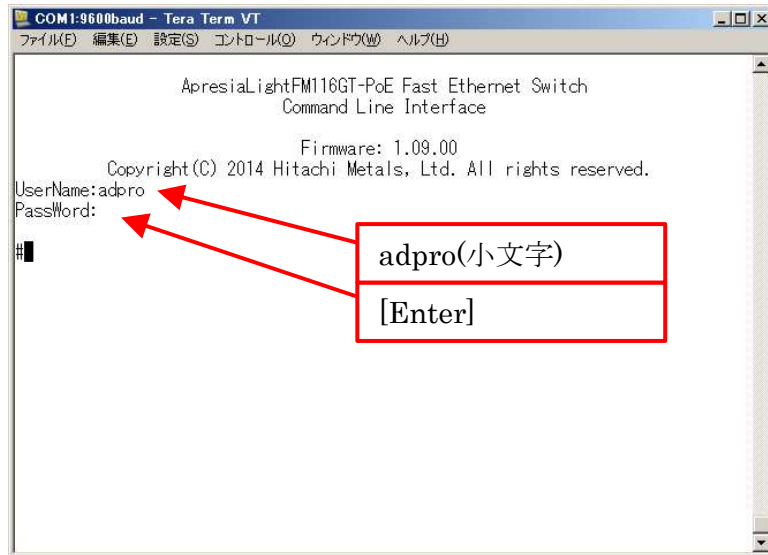 COM1:9600baud - Tera Term VT
ファイル(F) 編集(E) 設定(S) コントロール(O) ウィンドウ(W) ヘルプ(H)
ApresiaLightFM116GT-PoE Fast Ethernet Switch
Command Line Interface
Firmware: 1.09.00
Copyright(C) 2014 Hitachi Metals, Ltd. All rights reserved.
UserName:adpro
PassWord:
#
adpro(小文字)
[Enter]